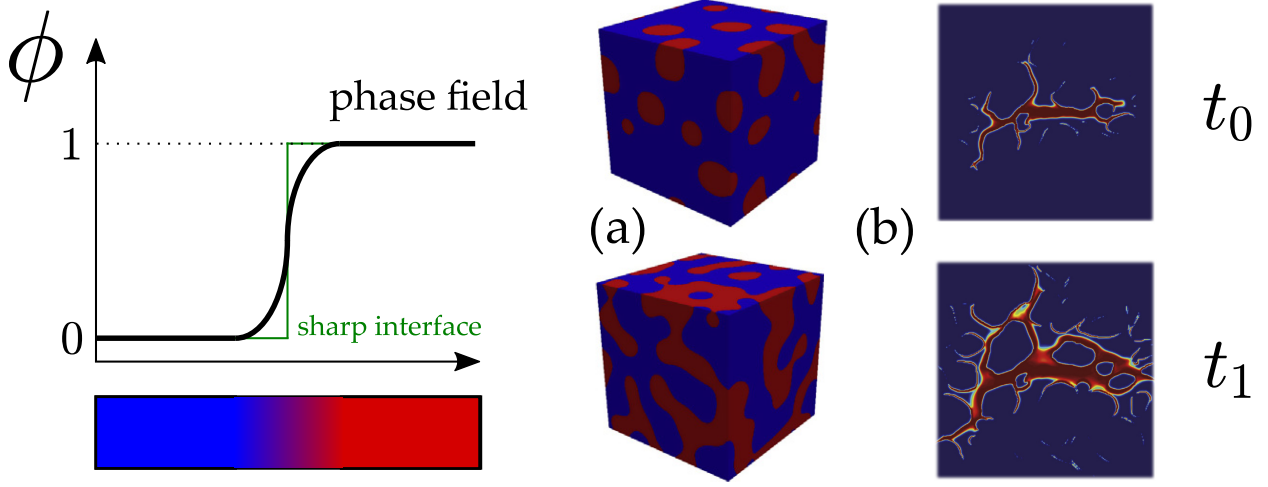 ϕ
phase field
1
sharp interface
0
(a)
(b)
t₀
t₁